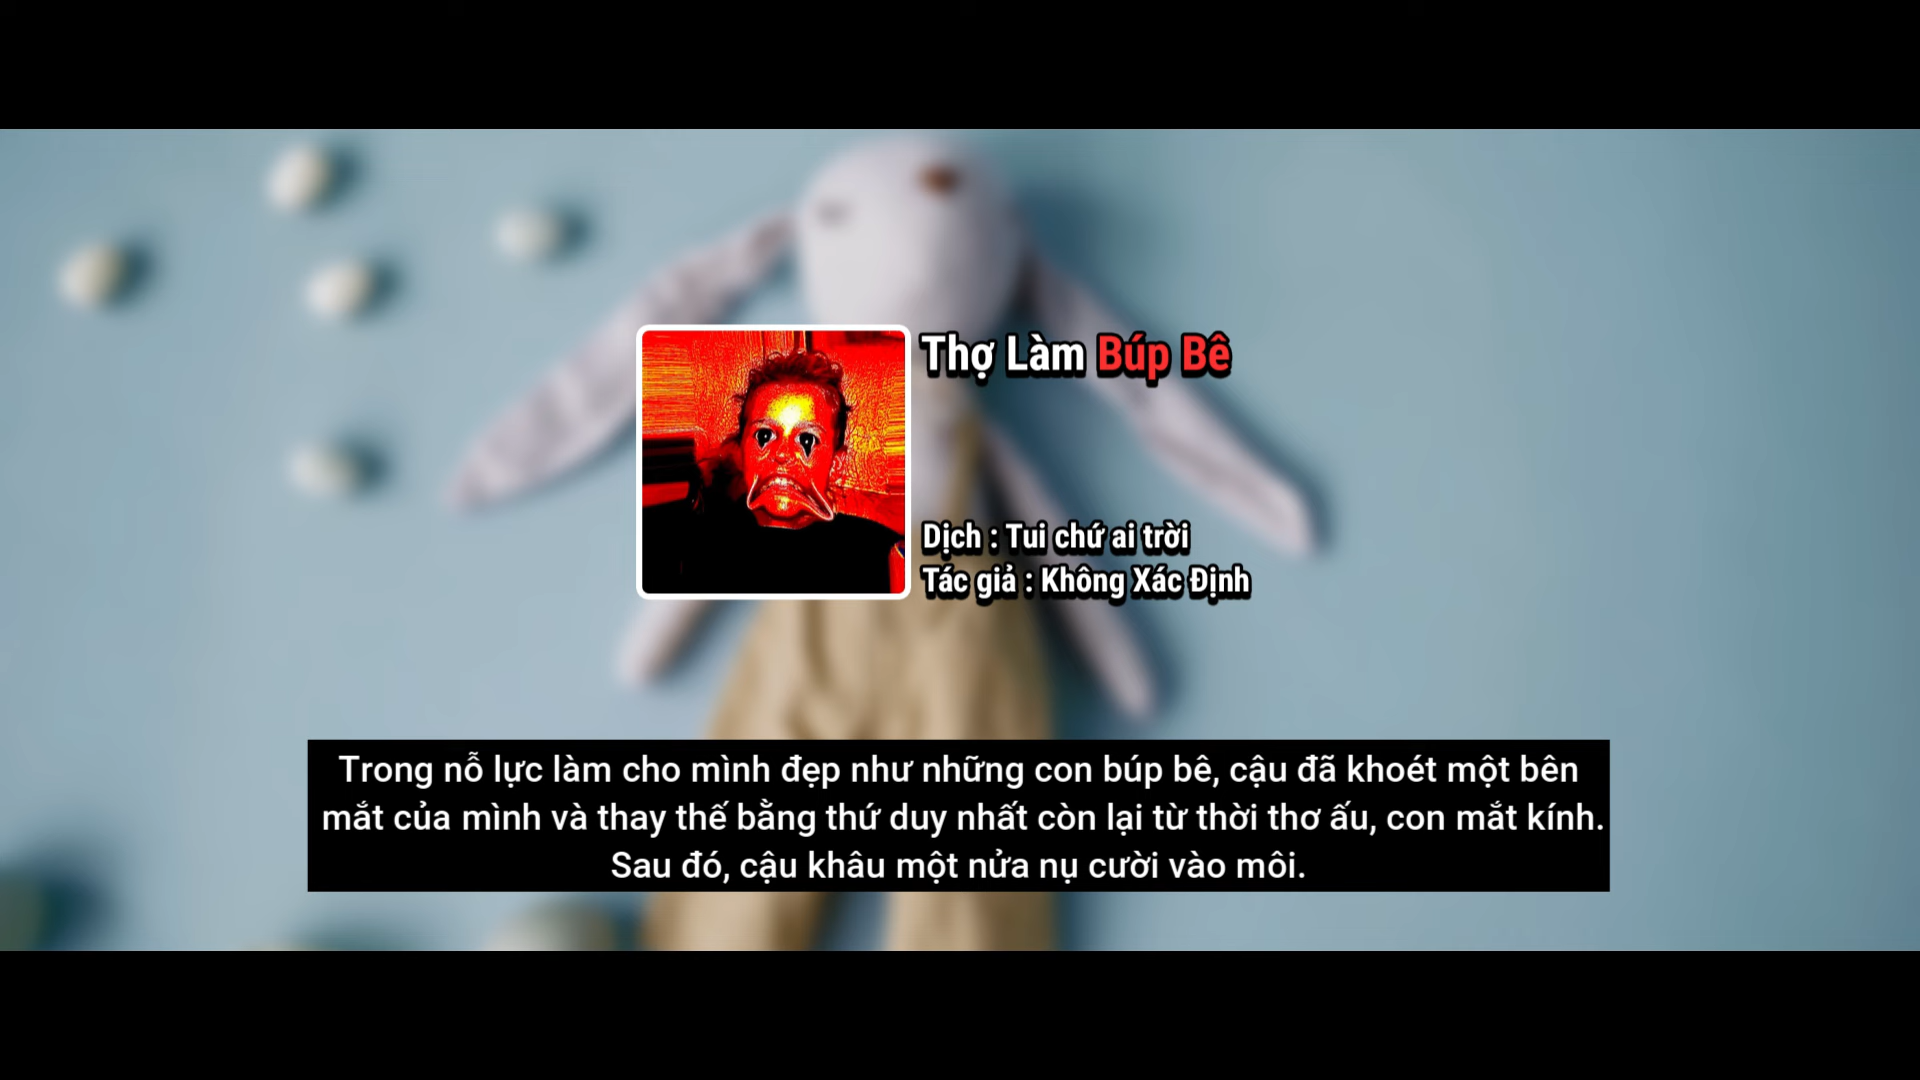 Thợ Làm Búp Bê
Dịch : Tui chứ ai trời
Tác giả : Không Xác Định
Trong nỗ lực làm cho mình đẹp như những con búp bê, cậu đã khoét một bên
mắt của mình và thay thế bằng thứ duy nhất còn lại từ thời thơ ấu, con mắt kính.
Sau đó, cậu khâu một nửa nụ cười vào môi.